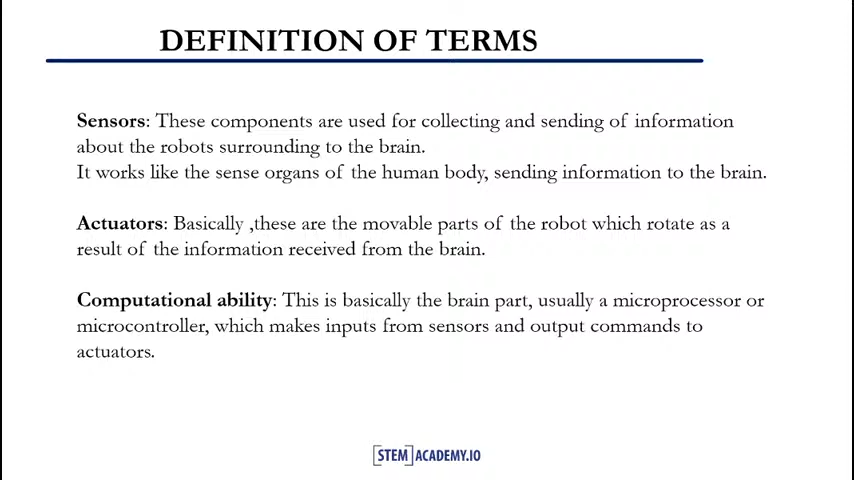 DEFINITION OF TERMS
Sensors: These components are used for collecting and sending of information
about the robots surrounding to the brain.
It works like the sense organs of the human body, sending information to the brain.
Actuators: Basically ,these are the movable parts of the robot which rotate as a
result of the information received from the brain.
Computational ability: This is basically the brain part, usually a microprocessor or
microcontroller, which makes inputs from sensors and output commands to
actuators.
[STEM]ACADEMY.IO